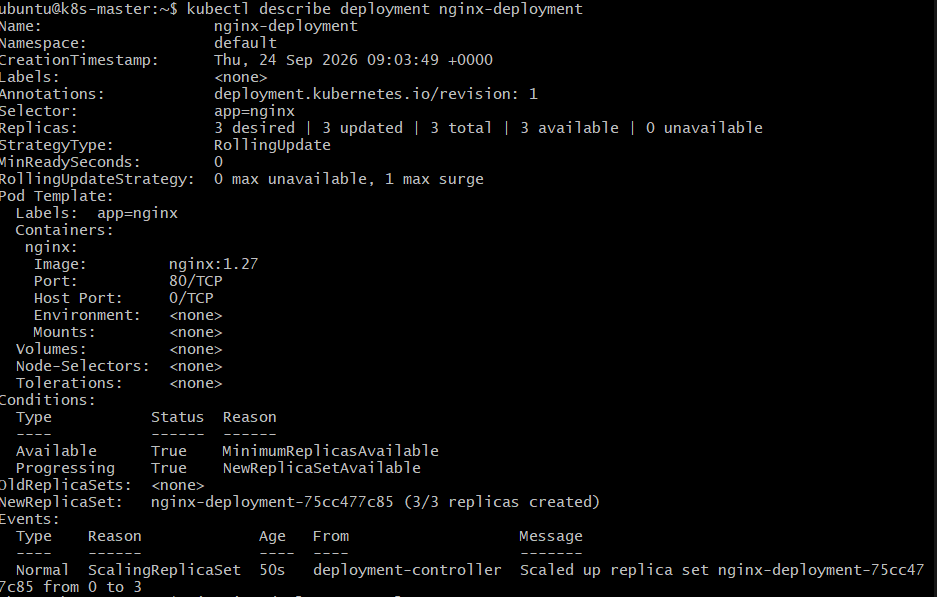 ubuntu@k8s-master:~$ kubectl describe deployment nginx-deployment
Name:                   nginx-deployment
Namespace:              default
CreationTimestamp:      Thu, 24 Sep 2026 09:03:49 +0000
Labels:                 <none>
Annotations:            deployment.kubernetes.io/revision: 1
Selector:               app=nginx
Replicas:               3 desired | 3 updated | 3 total | 3 available | 0 unavailable
StrategyType:           RollingUpdate
MinReadySeconds:        0
RollingUpdateStrategy:  0 max unavailable, 1 max surge
Pod Template:
  Labels:  app=nginx
  Containers:
   nginx:
    Image:         nginx:1.27
    Port:          80/TCP
    Host Port:     0/TCP
    Environment:   <none>
    Mounts:        <none>
  Volumes:         <none>
  Node-Selectors:  <none>
  Tolerations:     <none>
Conditions:
  Type           Status  Reason
  ----           ------  ------
  Available      True    MinimumReplicasAvailable
  Progressing    True    NewReplicaSetAvailable
OldReplicaSets:  <none>
NewReplicaSet:   nginx-deployment-75cc477c85 (3/3 replicas created)
Events:
  Type    Reason             Age   From                   Message
  ----    ------             ----  ----                   -------
  Normal  ScalingReplicaSet  50s   deployment-controller  Scaled up replica set nginx-deployment-75cc47
7c85 from 0 to 3